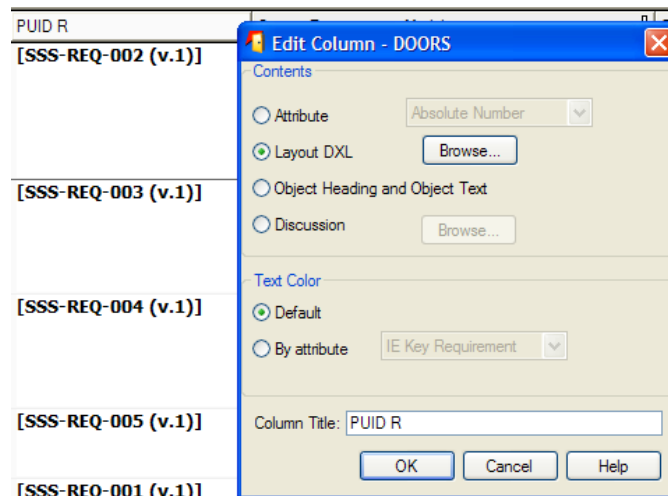 PUID R
[SSS-REQ-002 (v.1)]
[SSS-REQ-003 (v.1)]
[SSS-REQ-004 (v.1)]
[SSS-REQ-005 (v.1)]
[SSS-REQ-001 (v.1)]
Edit Column - DOORS
Contents
Attribute Absolute Number
Layout DXL Browse...
Object Heading and Object Text
Discussion Browse...
Text Color
Default
By attribute IE Key Requirement
Column Title: PUID R
OK Cancel Help